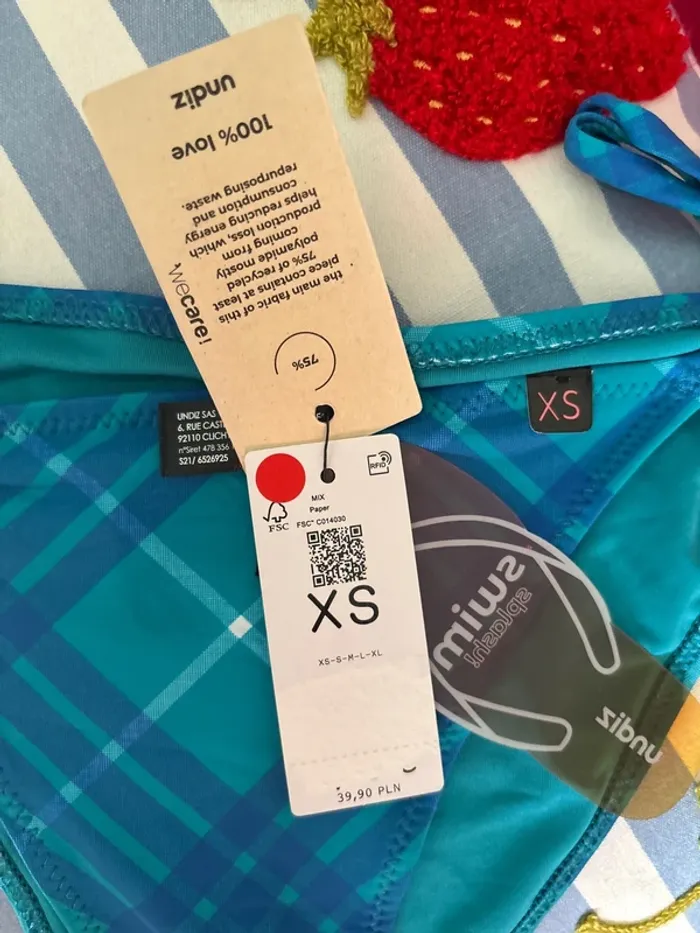 undiz
100% love
the main fabric of this
piece contains at least
75% of recycled
polyamide mostly
coming from
production loss, which
helps reducing energy
consumption and
repurposing waste.
wecare!
75%
UNDIZ SAS
6, RUE CAST
92110 CLICH
n°Siret 478 356
S21/ 6526925
XS
RFID
MIX
Paper
FSC
FSC® C014030
XS
XS-S-M-L-XL
39,90 PLN
swim
splash!
undiz